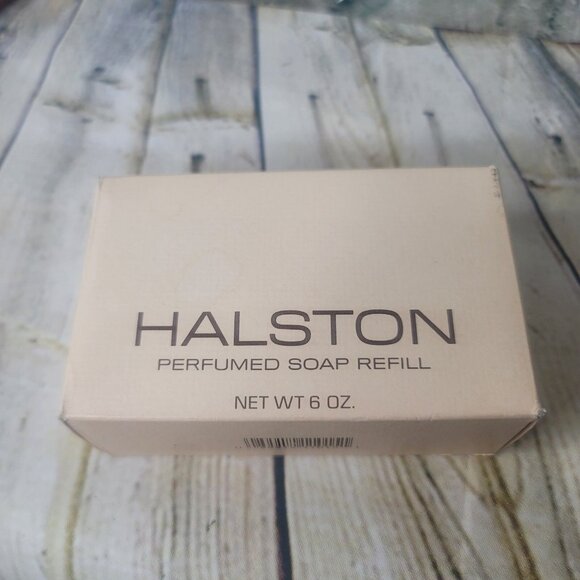 HALSTON
PERFUMED SOAP REFILL
NET WT 6 OZ.